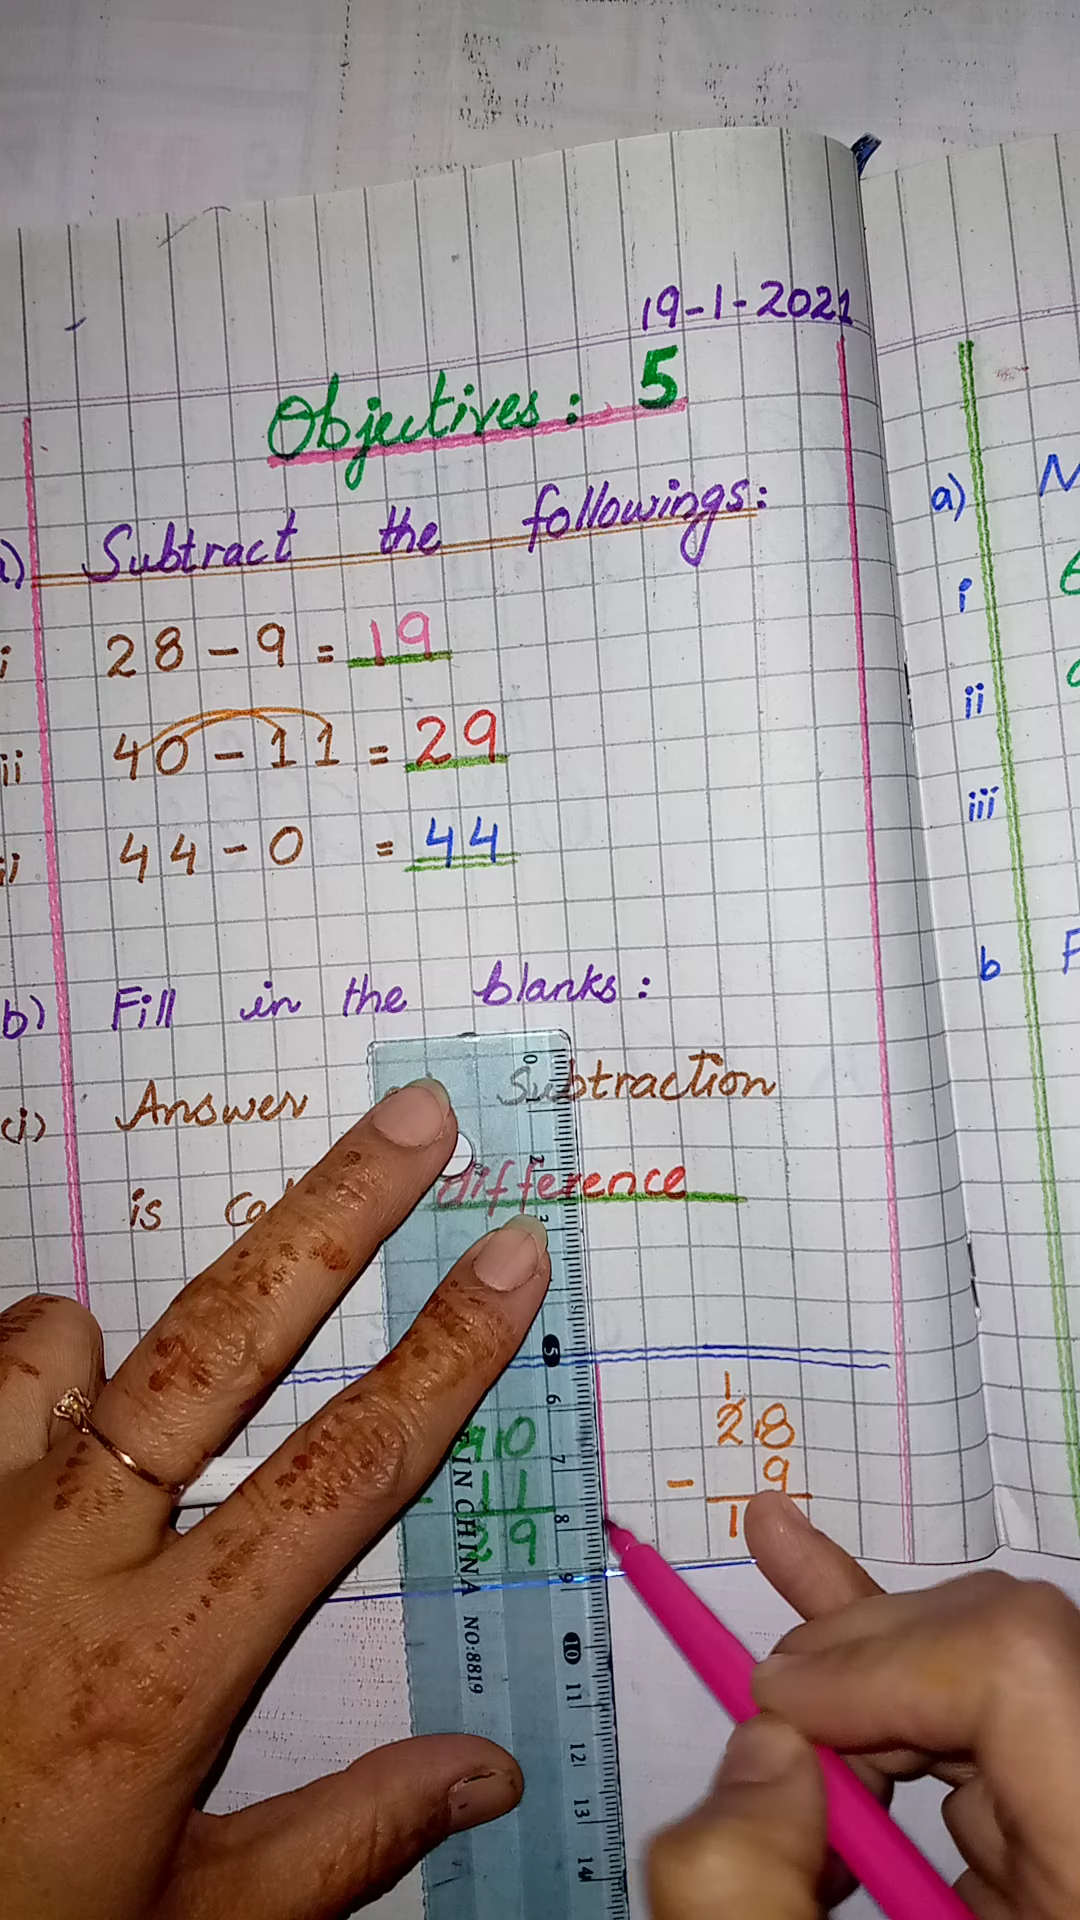 19-1-2021
Objectives: 5
a) Subtract the followings:
i 28 - 9 = 19
ii 40 - 11 = 29
44 - 0 = 44
b) Fill in the blanks:
(i) Answer Subtraction
is difference
1
28
- 9
1
10
- 11
29
0 1 2 3 5 6 7 8 9 10 11 12 13 14
IN CHINA NO:8819
a)
i
ii
iii
b